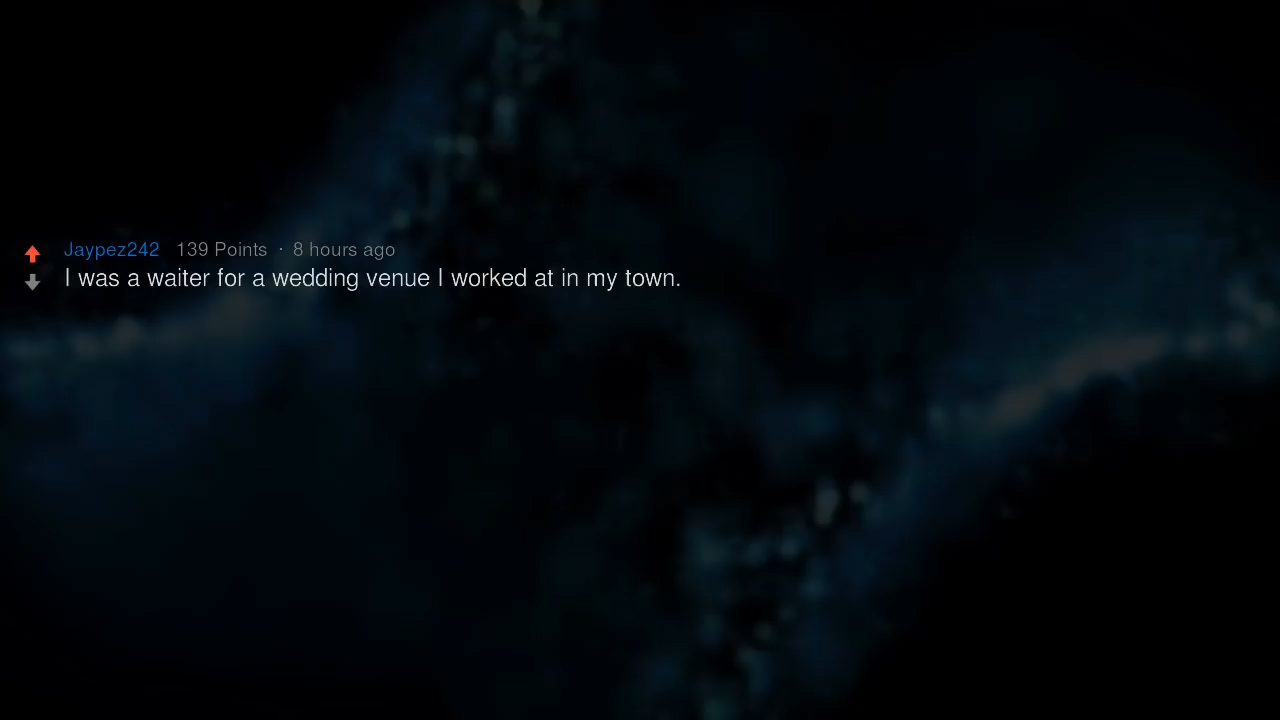 Jaypez242 139 Points · 8 hours ago
I was a waiter for a wedding venue I worked at in my town.